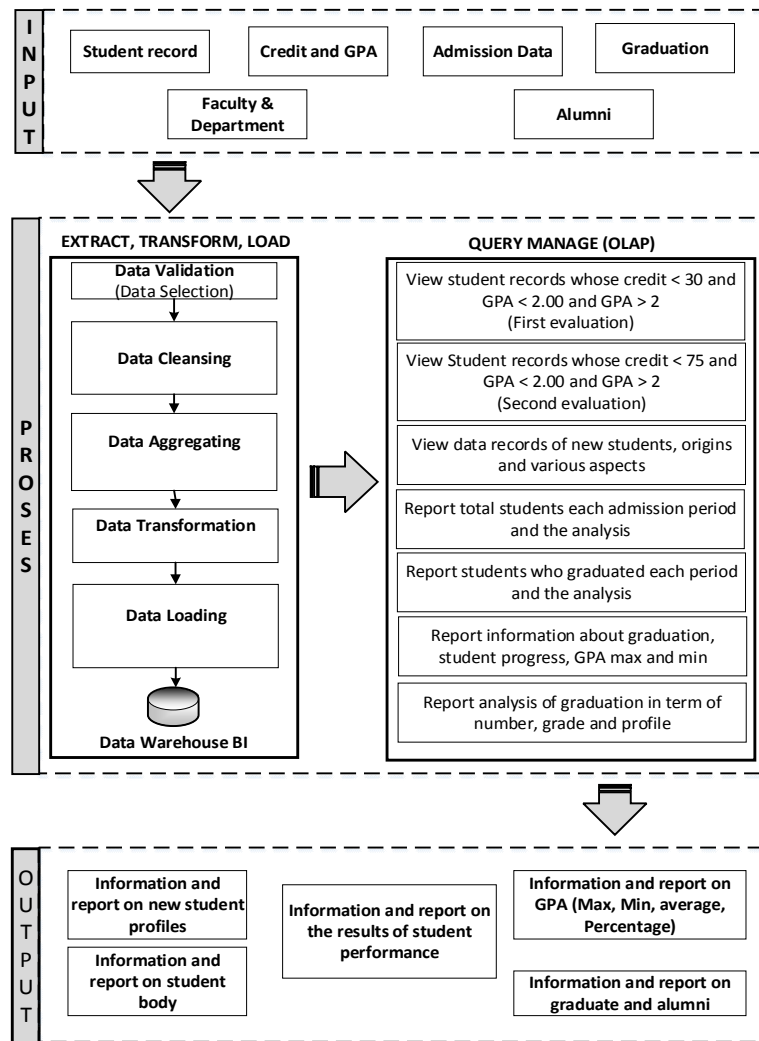 INPUT
Student record
Credit and GPA
Admission Data
Graduation
Faculty &
Department
Alumni
PROSES
EXTRACT, TRANSFORM, LOAD
Data Validation
(Data Selection)
Data Cleansing
Data Aggregating
Data Transformation
Data Loading
Data Warehouse BI
QUERY MANAGE (OLAP)
View student records whose credit < 30 and
GPA < 2.00 and GPA > 2
(First evaluation)
View Student records whose credit < 75 and
GPA < 2.00 and GPA > 2
(Second evaluation)
View data records of new students, origins
and various aspects
Report total students each admission period
and the analysis
Report students who graduated each period
and the analysis
Report information about graduation,
student progress, GPA max and min
Report analysis of graduation in term of
number, grade and profile
OUTPUT
Information and
report on new student
profiles
Information and
report on student
body
Information and report on
the results of student
performance
Information and report on
GPA (Max, Min, average,
Percentage)
Information and report on
graduate and alumni